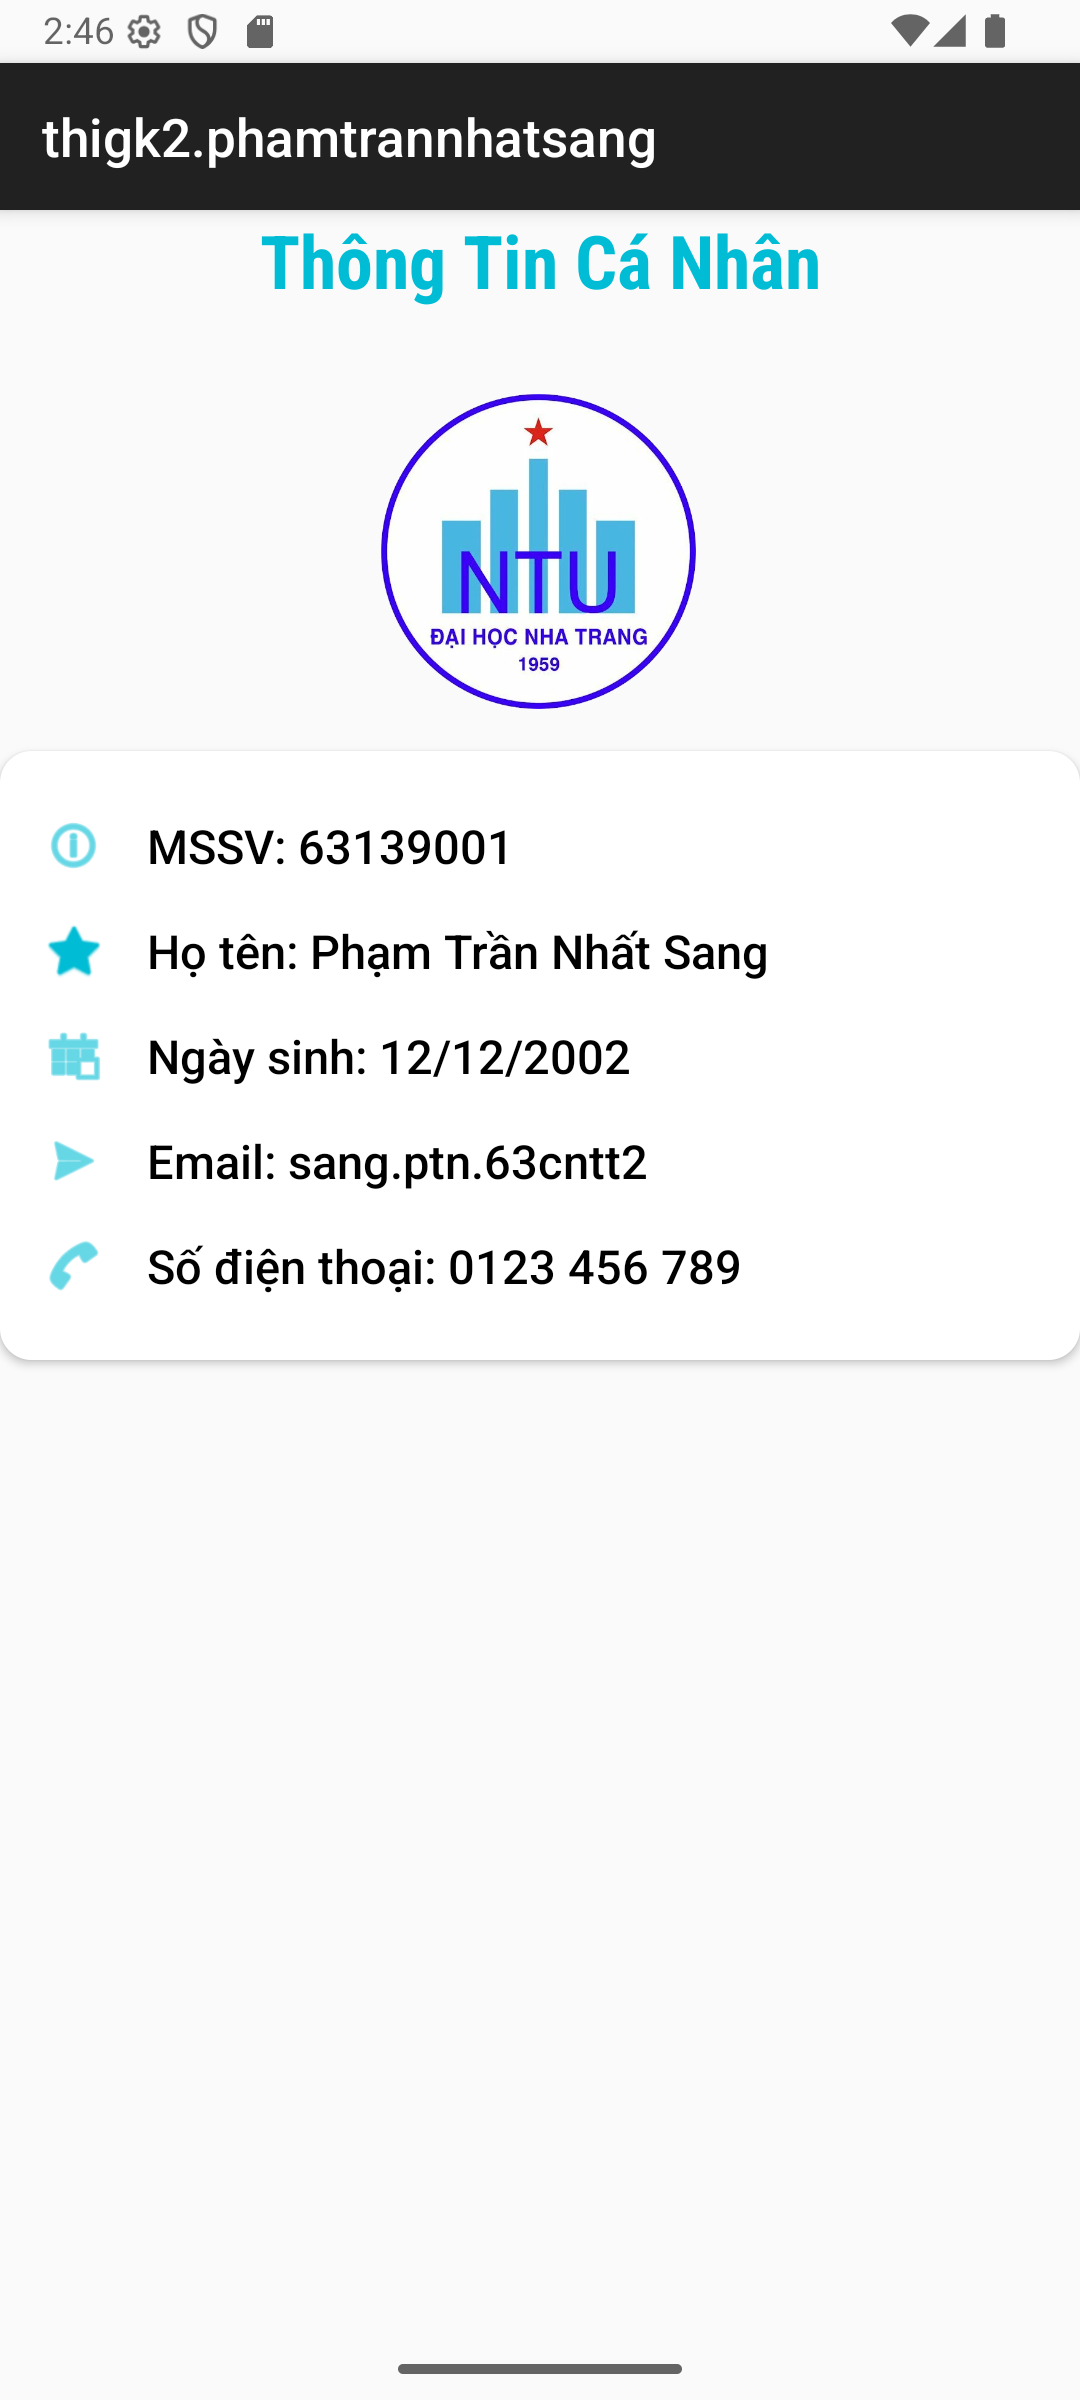 2:46
thigk2.phamtrannhatsang
Thông Tin Cá Nhân
NTU
ĐẠI HỌC NHA TRANG
1959
MSSV: 63139001
Họ tên: Phạm Trần Nhất Sang
Ngày sinh: 12/12/2002
Email: sang.ptn.63cntt2
Số điện thoại: 0123 456 789